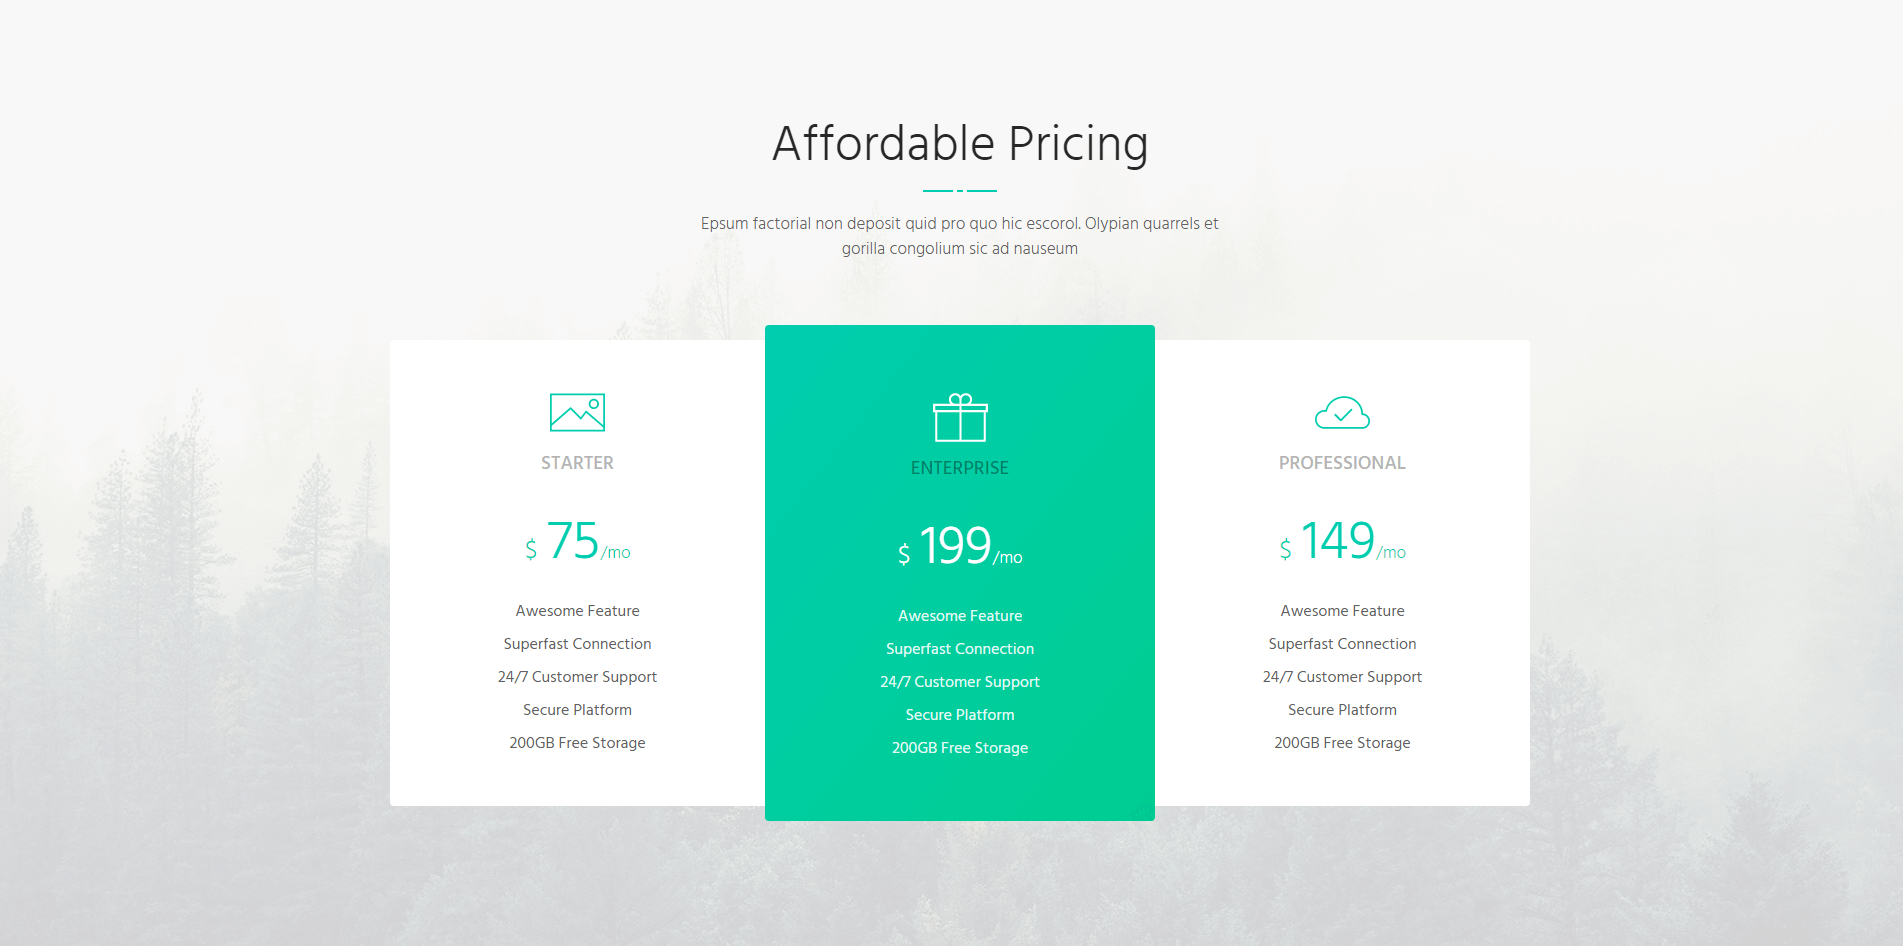 Affordable Pricing
Epsum factorial non deposit quid pro quo hic escorol. Olypian quarrels et
gorilla congolium sic ad nauseum
STARTER
$ 75/mo
Awesome Feature
Superfast Connection
24/7 Customer Support
Secure Platform
200GB Free Storage
ENTERPRISE
$ 199/mo
Awesome Feature
Superfast Connection
24/7 Customer Support
Secure Platform
200GB Free Storage
PROFESSIONAL
$ 149/mo
Awesome Feature
Superfast Connection
24/7 Customer Support
Secure Platform
200GB Free Storage